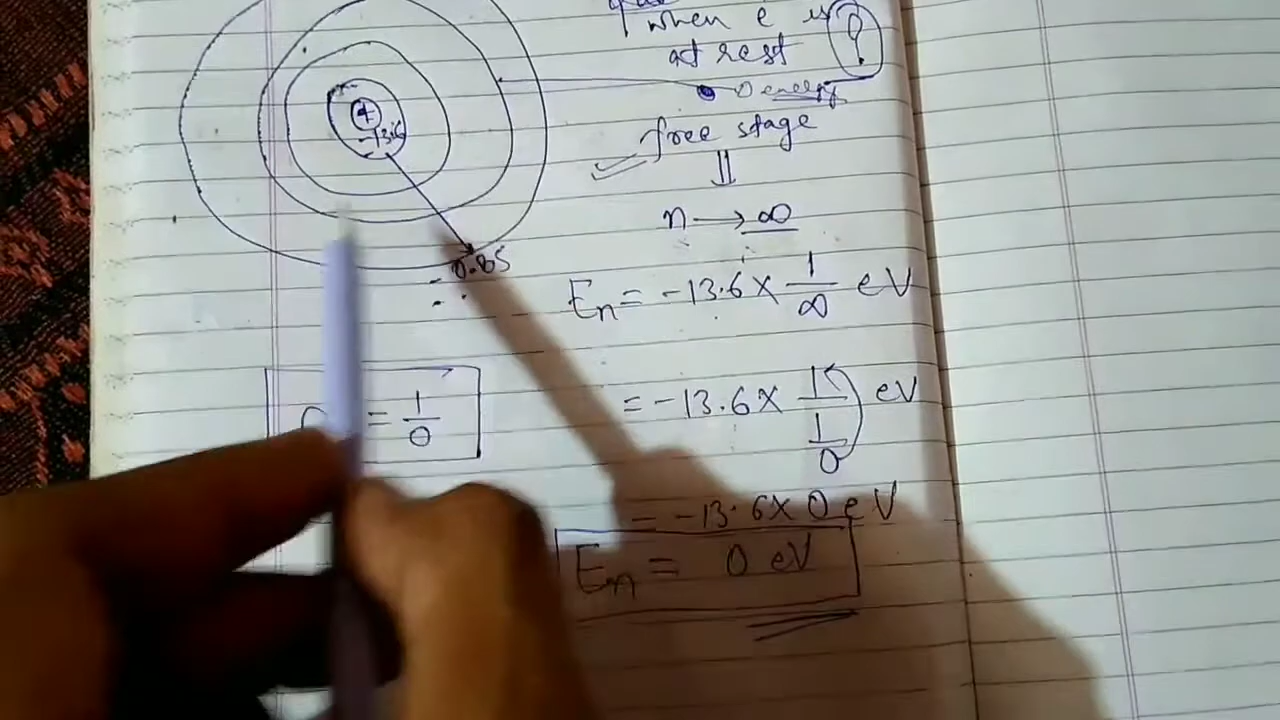 when e is ?
at rest
0 energy
free stage
⇓
n → ∞
+
-13.6
-0.85
En = -13.6 × 1/∞ eV
= -13.6 × 1/(1/0) eV
= 1/0
= -13.6 × 0 eV
En = 0 eV